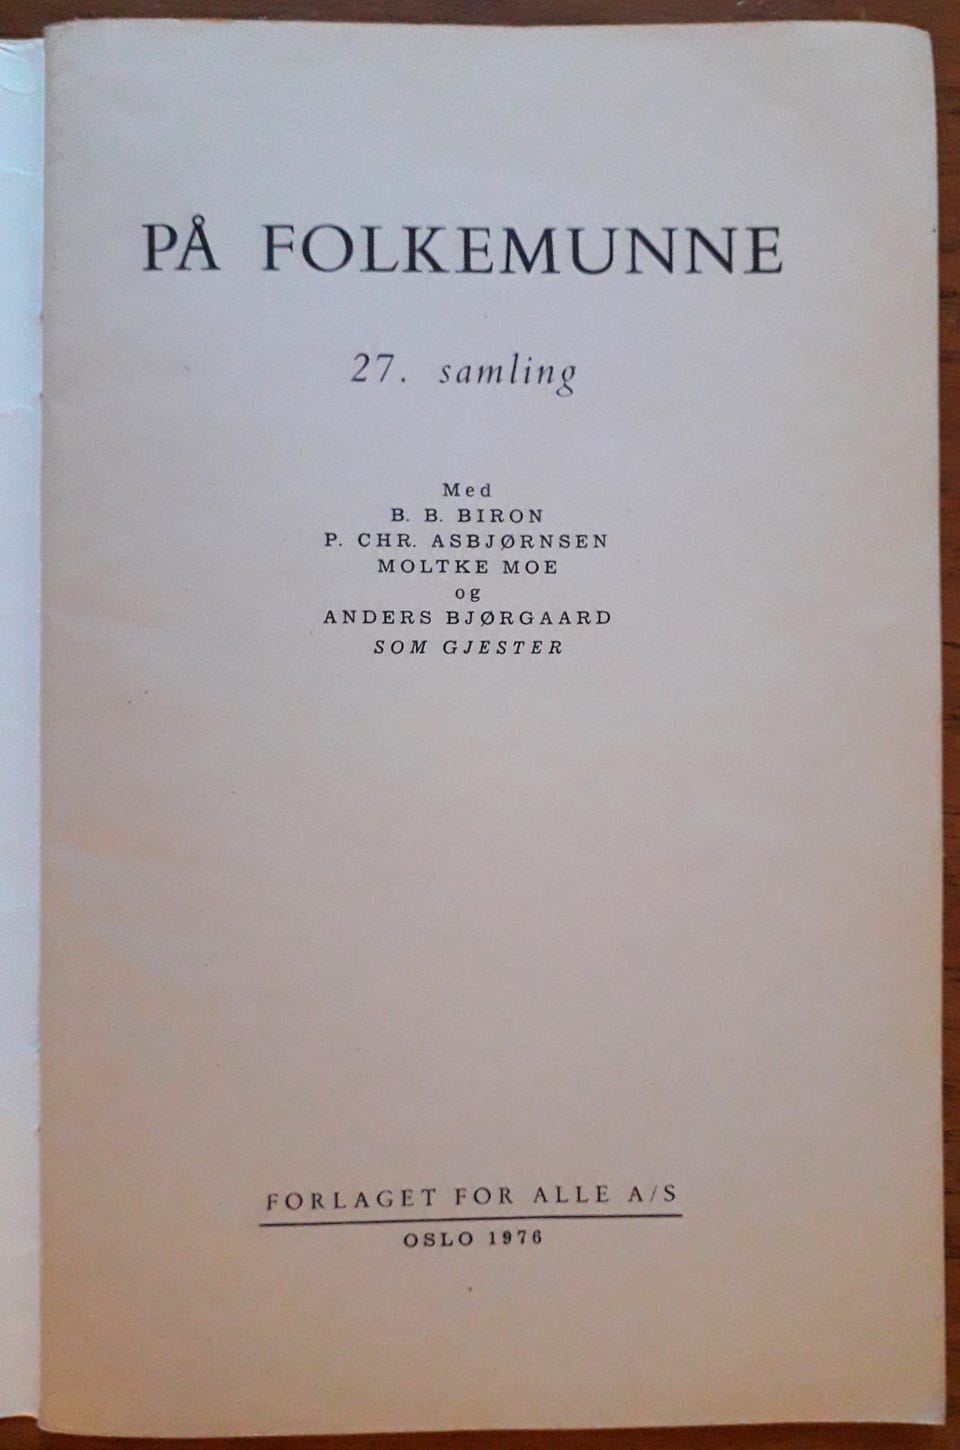 PÅ FOLKEMUNNE
27. samling
Med
B. B. BIRON
P. CHR. ASBJØRNSEN
MOLTKE MOE
og
ANDERS BJØRGAARD
SOM GJESTER
FORLAGET FOR ALLE A/S
OSLO 1976